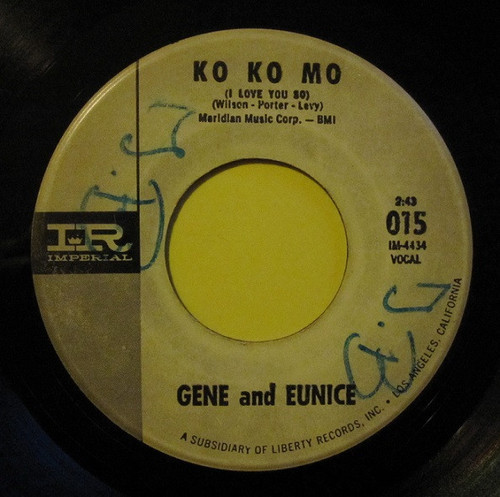 KO KO MO
(I LOVE YOU SO)
(Wilson - Porter - Levy)
Meridian Music Corp. — BMI
2:43
015
IM-4434
VOCAL
IR
IMPERIAL
GENE and EUNICE
A SUBSIDIARY OF LIBERTY RECORDS, INC. • LOS ANGELES, CALIFORNIA